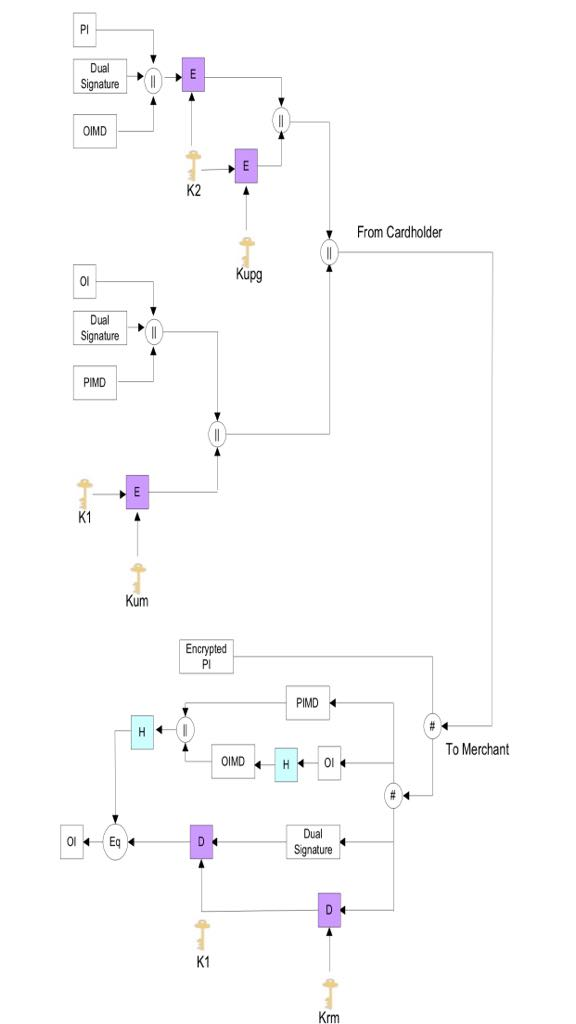 PI
Dual
Signature
||
E
OIMD
||
E
K2
From Cardholder
||
Kupg
OI
Dual
Signature
||
PIMD
||
E
K1
Kum
Encrypted
PI
PIMD
#
H
||
To Merchant
OIMD
H
OI
#
OI
Eq
D
Dual
Signature
D
K1
Krm